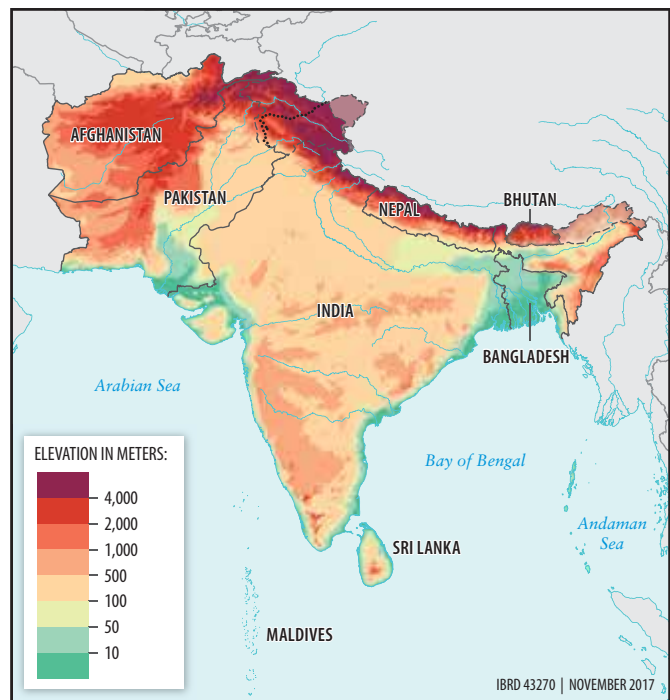 AFGHANISTAN
PAKISTAN
NEPAL
BHUTAN
INDIA
BANGLADESH
Arabian Sea
Bay of Bengal
Andaman
Sea
SRI LANKA
MALDIVES
ELEVATION IN METERS:
4,000
2,000
1,000
500
100
50
10
IBRD 43270 | NOVEMBER 2017